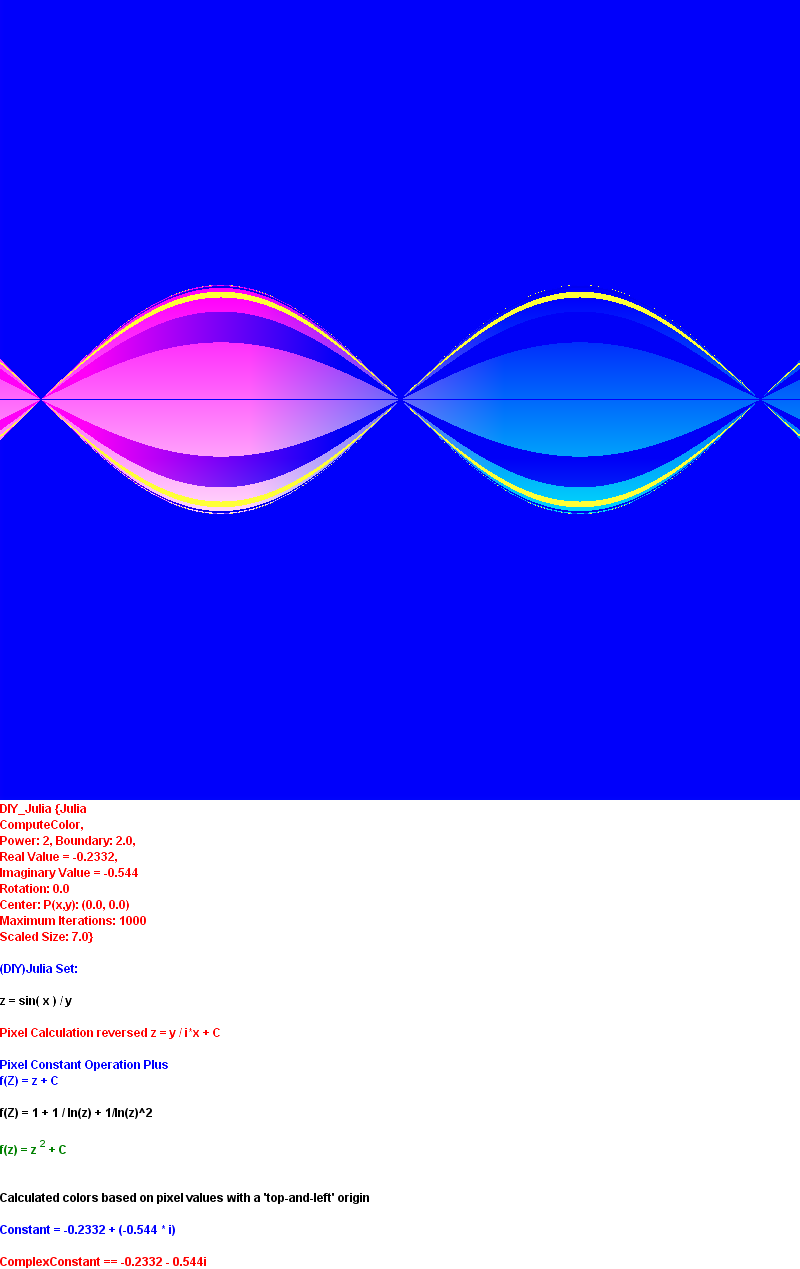 DIY_Julia {Julia
ComputeColor,
Power: 2, Boundary: 2.0,
Real Value = -0.2332,
Imaginary Value = -0.544
Rotation: 0.0
Center: P(x,y): (0.0, 0.0)
Maximum Iterations: 1000
Scaled Size: 7.0}
(DIY)Julia Set:
z = sin( x ) / y
Pixel Calculation reversed z = y / i*x + C
Pixel Constant Operation Plus
f(Z) = z + C
f(Z) = 1 + 1 / ln(z) + 1/ln(z)^2
f(z) = z 2 + C
Calculated colors based on pixel values with a 'top-and-left' origin
Constant = -0.2332 + (-0.544 * i)
ComplexConstant == -0.2332 - 0.544i